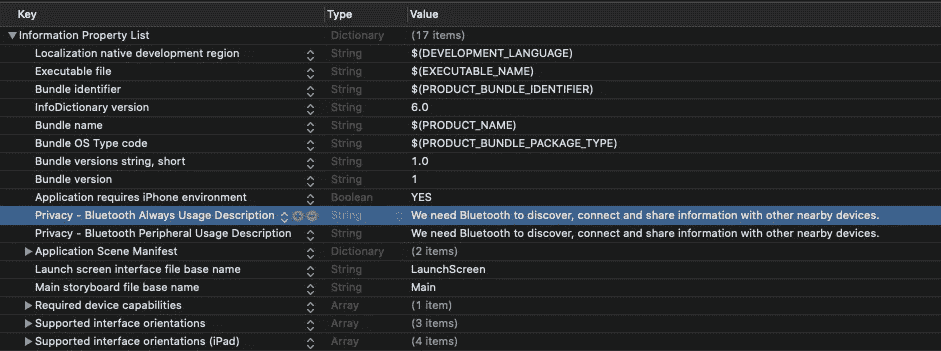 Key Type Value
Information Property List Dictionary (17 items)
Localization native development region String $(DEVELOPMENT_LANGUAGE)
Executable file String $(EXECUTABLE_NAME)
Bundle identifier String $(PRODUCT_BUNDLE_IDENTIFIER)
InfoDictionary version String 6.0
Bundle name String $(PRODUCT_NAME)
Bundle OS Type code String $(PRODUCT_BUNDLE_PACKAGE_TYPE)
Bundle versions string, short String 1.0
Bundle version String 1
Application requires iPhone environment Boolean YES
Privacy - Bluetooth Always Usage Description String We need Bluetooth to discover, connect and share information with other nearby devices.
Privacy - Bluetooth Peripheral Usage Description String We need Bluetooth to discover, connect and share information with other nearby devices.
Application Scene Manifest Dictionary (2 items)
Launch screen interface file base name String LaunchScreen
Main storyboard file base name String Main
Required device capabilities Array (1 item)
Supported interface orientations Array (3 items)
Supported interface orientations (iPad) Array (4 items)